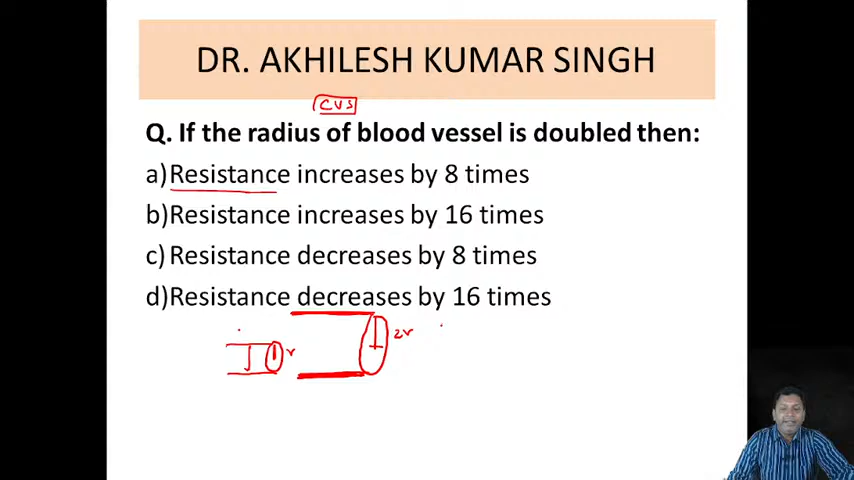 DR. AKHILESH KUMAR SINGH
CVS
Q. If the radius of blood vessel is doubled then:
a) Resistance increases by 8 times
b) Resistance increases by 16 times
c) Resistance decreases by 8 times
d) Resistance decreases by 16 times
r 2r